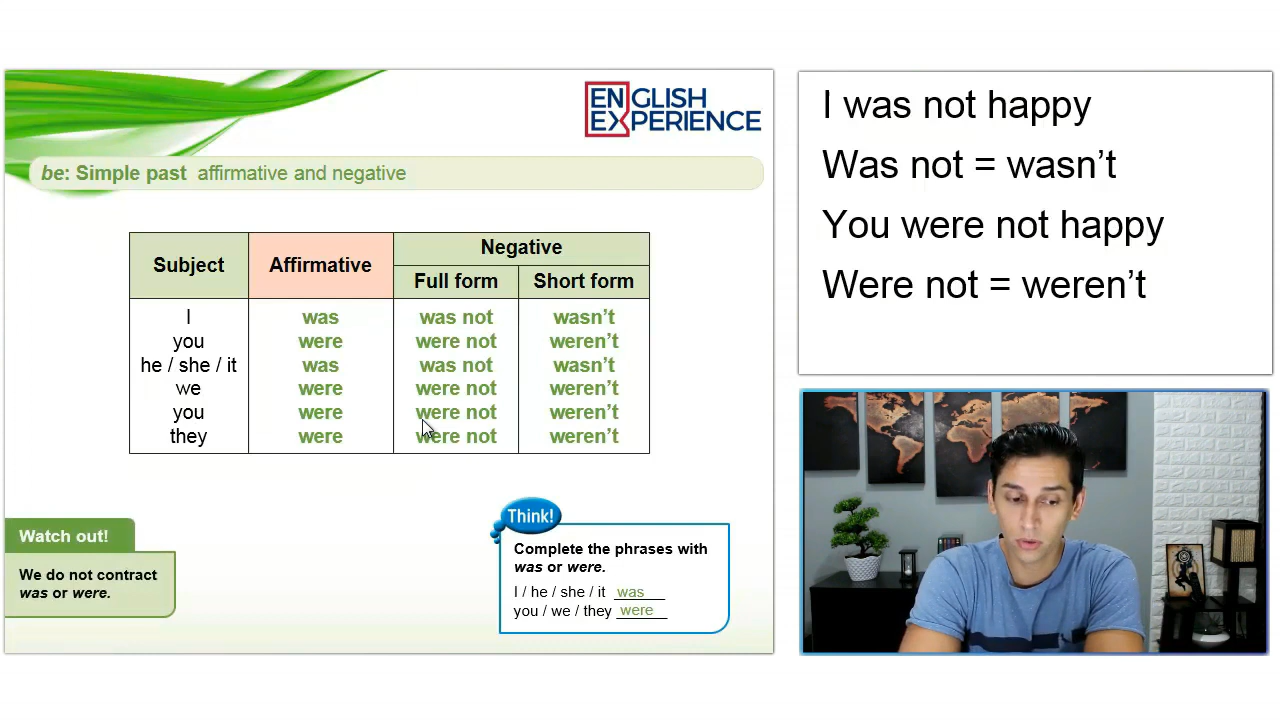 ENGLISH
EXPERIENCE
be: Simple past affirmative and negative
Subject Affirmative Negative
Full form Short form
I was was not wasn't
you were were not weren't
he / she / it was was not wasn't
we were were not weren't
you were were not weren't
they were were not weren't
Watch out!
We do not contract
was or were.
Think!
Complete the phrases with
was or were.
I / he / she / it was
you / we / they were
I was not happy
Was not = wasn’t
You were not happy
Were not = weren’t